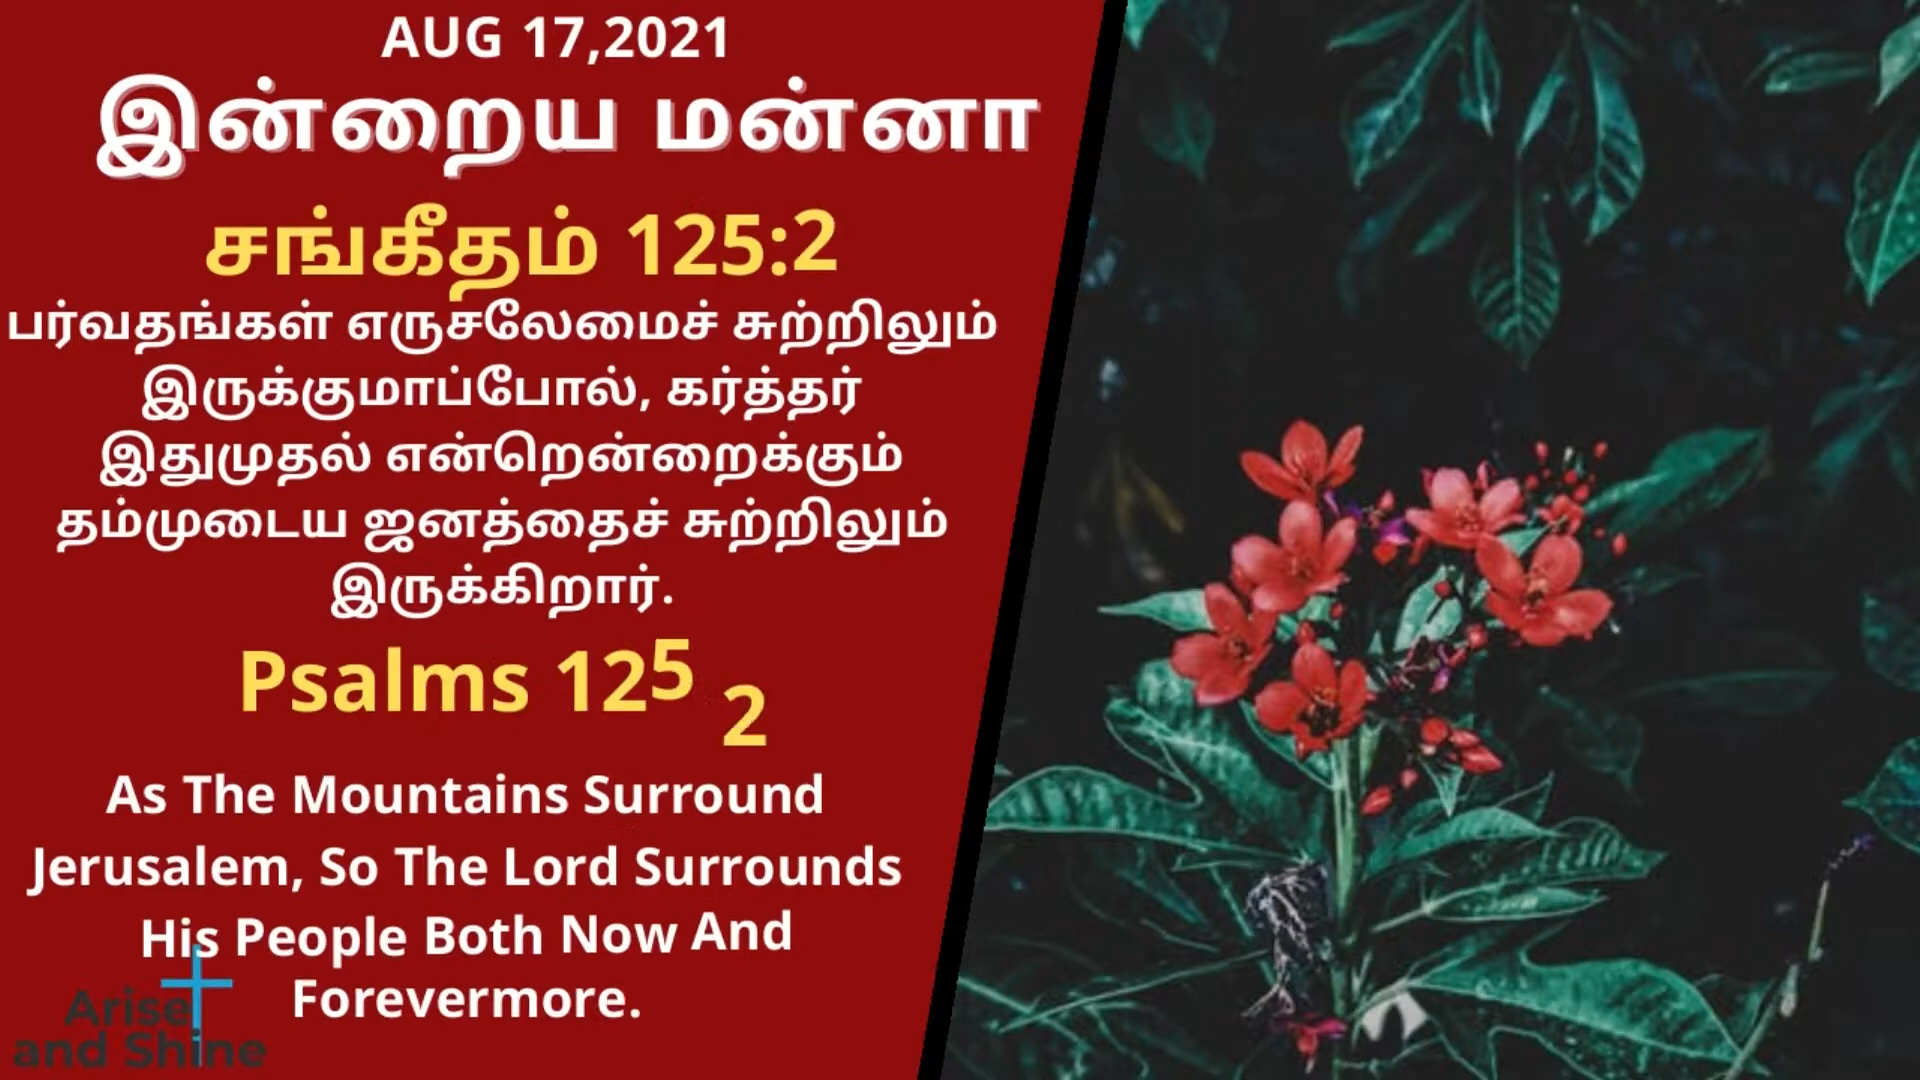 AUG 17,2021
இன்றைய மன்னா
சங்கீதம் 125:2
பர்வதங்கள் எருசலேமைச் சுற்றிலும்
இருக்குமாப்போல், கர்த்தர்
இதுமுதல் என்றென்றைக்கும்
தம்முடைய ஜனத்தைச் சுற்றிலும்
இருக்கிறார்.
Psalms 125 2
As The Mountains Surround
Jerusalem, So The Lord Surrounds
His People Both Now And
Forevermore.
Arise
and Shine